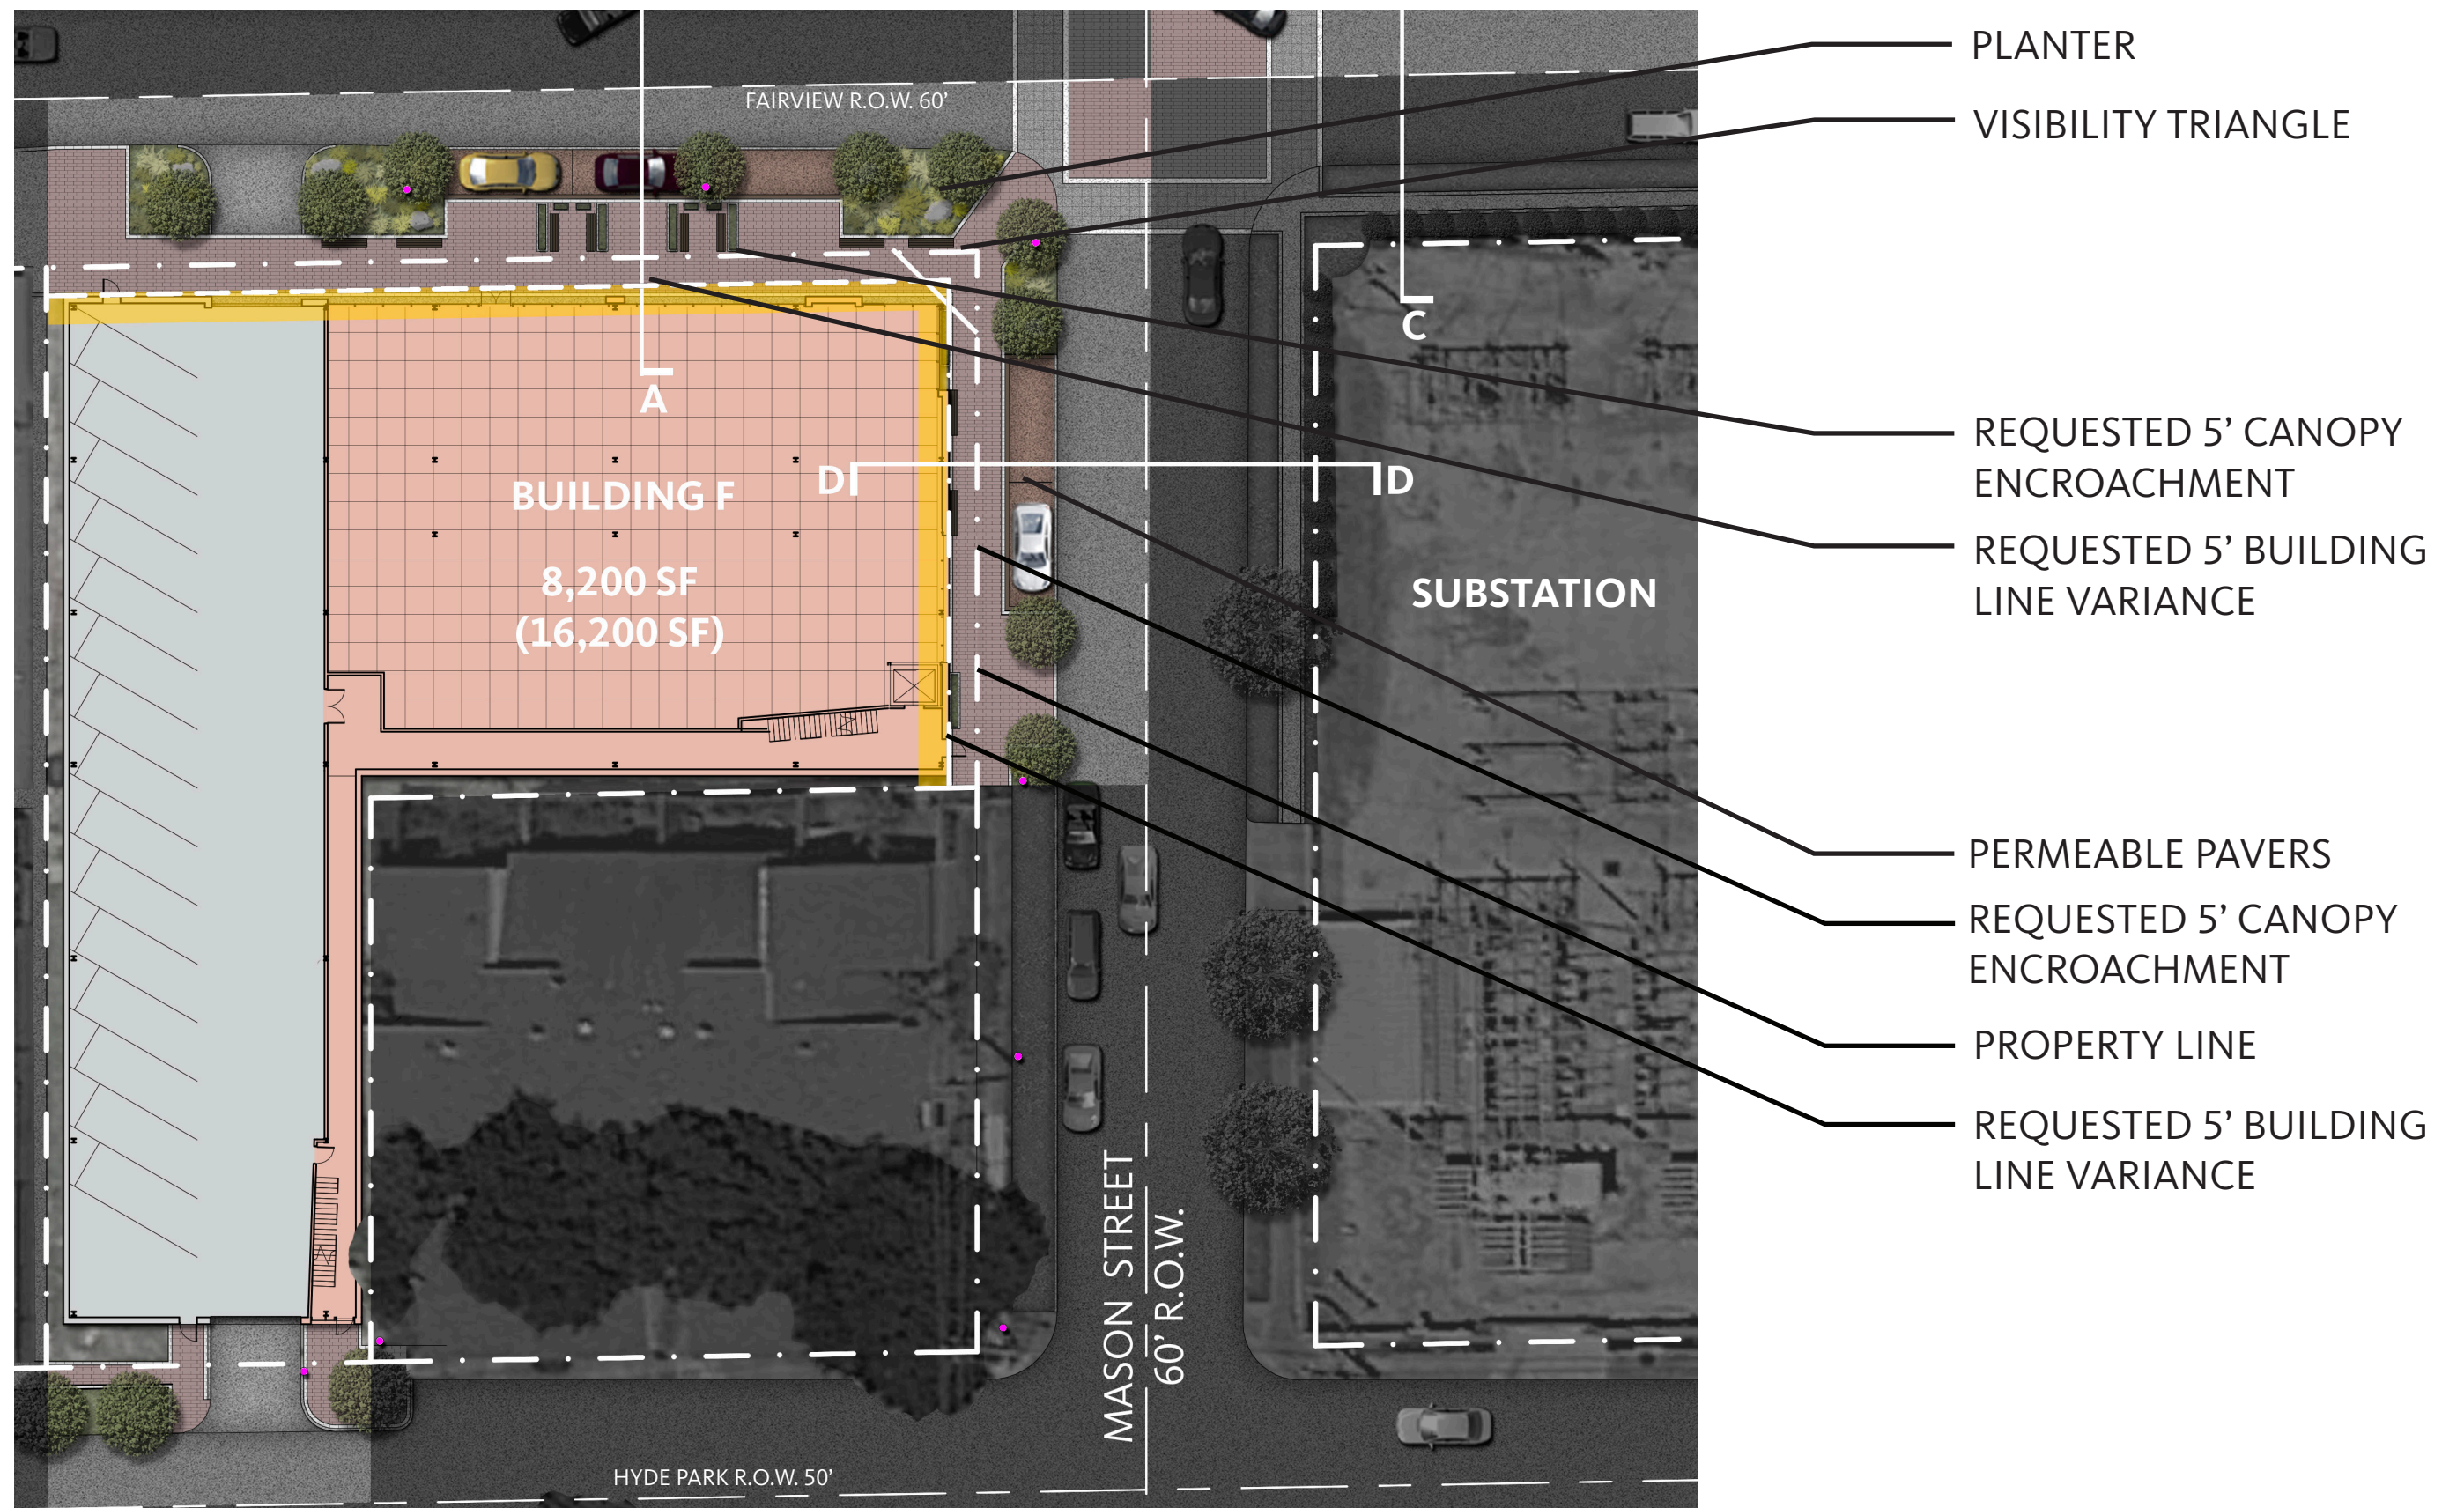 FAIRVIEW R.O.W. 60’
A
C
D
D
BUILDING F
8,200 SF
(16,200 SF)
SUBSTATION
MASON STREET
60’ R.O.W.
HYDE PARK R.O.W. 50’
PLANTER
VISIBILITY TRIANGLE
REQUESTED 5’ CANOPY
ENCROACHMENT
REQUESTED 5’ BUILDING
LINE VARIANCE
PERMEABLE PAVERS
REQUESTED 5’ CANOPY
ENCROACHMENT
PROPERTY LINE
REQUESTED 5’ BUILDING
LINE VARIANCE